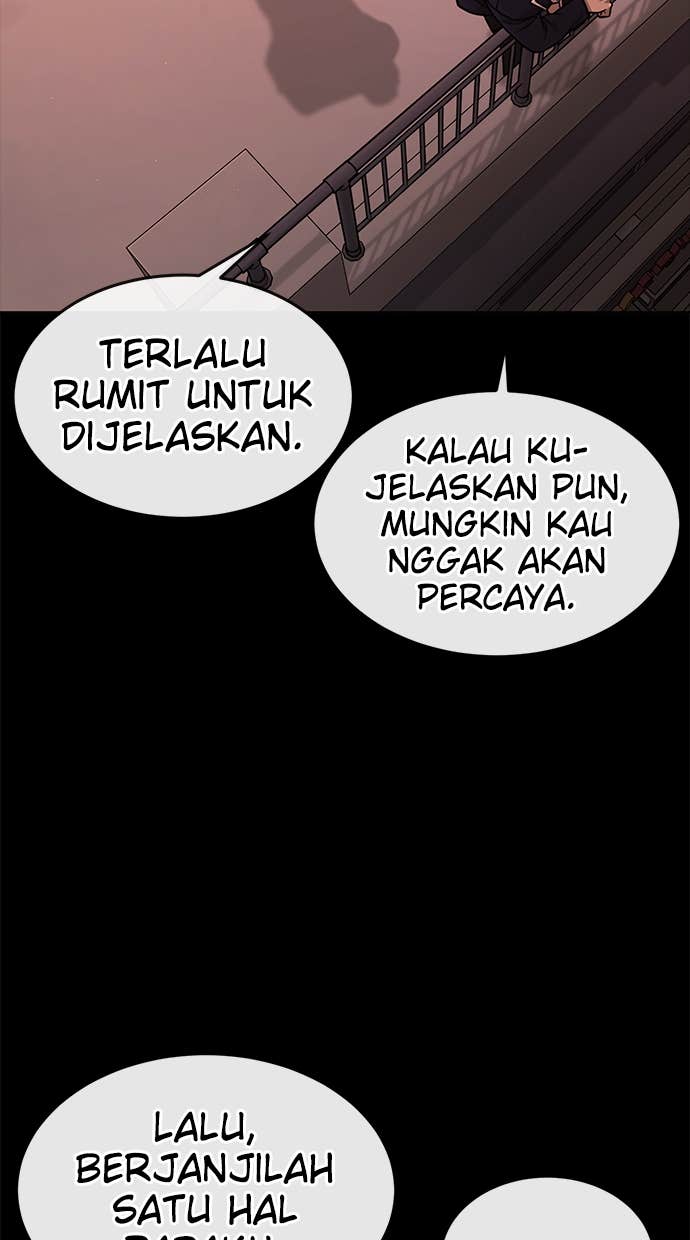 TERLALU
RUMIT UNTUK
DIJELASKAN.
KALAU KU-
JELASKAN PUN,
MUNGKIN KAU
NGGAK AKAN
PERCAYA.
LALU,
BERJANJILAH
SATU HAL